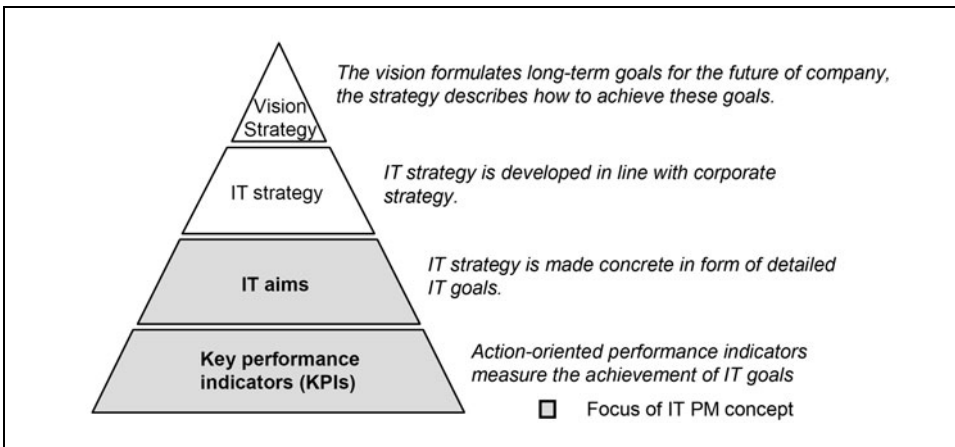 The vision formulates long-term goals for the future of company,
the strategy describes how to achieve these goals.
Vision
Strategy
IT strategy is developed in line with corporate
strategy.
IT strategy
IT strategy is made concrete in form of detailed
IT goals.
IT aims
Key performance
indicators (KPIs)
Action-oriented performance indicators
measure the achievement of IT goals
Focus of IT PM concept